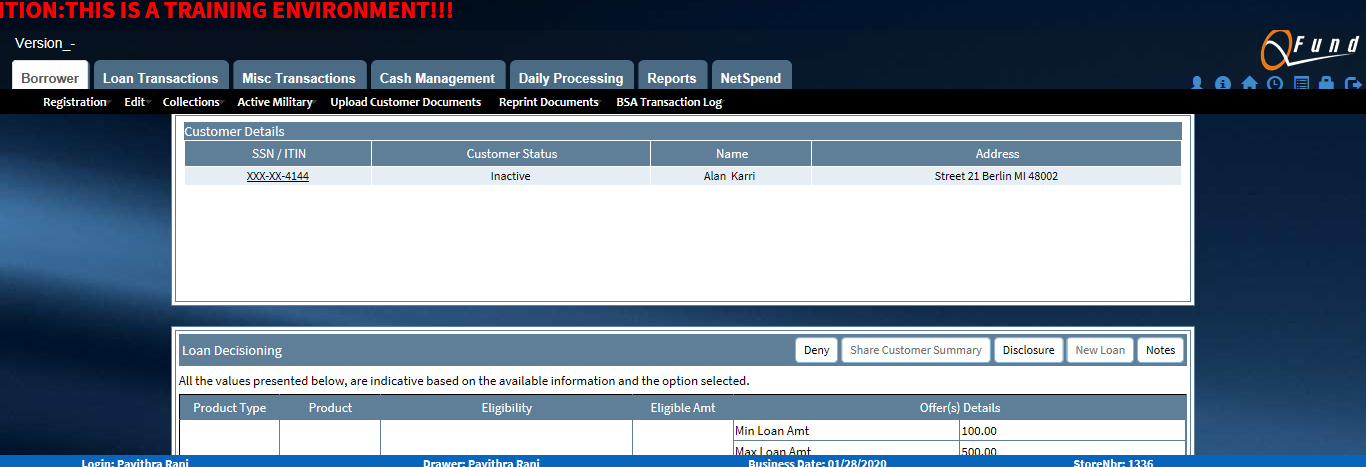 ITION:THIS IS A TRAINING ENVIRONMENT!!!
Version_-
QFund
Borrower Loan Transactions Misc Transactions Cash Management Daily Processing Reports NetSpend
Registration Edit Collections Active Military Upload Customer Documents Reprint Documents BSA Transaction Log
Customer Details
SSN / ITIN Customer Status Name Address
XXX-XX-4144 Inactive Alan Karri Street 21 Berlin MI 48002
Loan Decisioning Deny Share Customer Summary Disclosure New Loan Notes
All the values presented below, are indicative based on the available information and the option selected.
Product Type Product Eligibility Eligible Amt Offer(s) Details
Min Loan Amt 100.00
Max Loan Amt 500.00
Login: Pavithra Rani Drawer: Pavithra Rani Business Date: 01/28/2020 StoreNbr: 1336